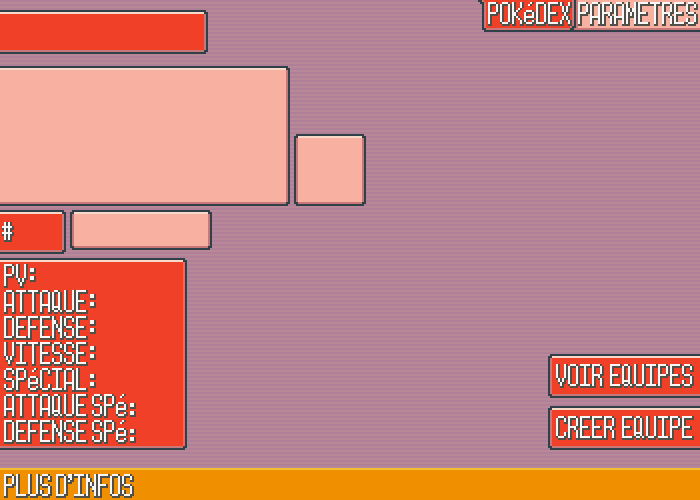 POKéDEX PARAMETRES
#
PV:
ATTAQUE:
DEFENSE:
VITESSE:
SPéCIAL:
ATTAQUE SPé:
DEFENSE SPé:
VOIR EQUIPES
CREER EQUIPE
PLUS D'INFOS